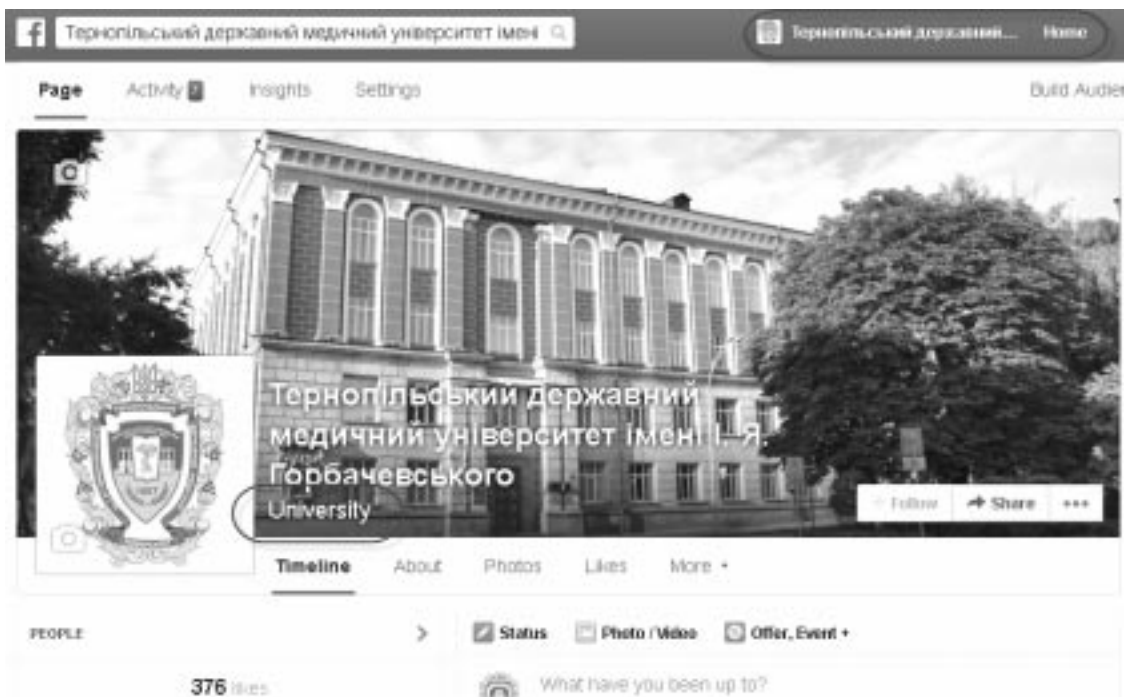 f Тернопільський державний медичний університет імені
Тернопільський державний... Home
Page Activity Insights Settings
Build Audien
Тернопільський державний
медичний університет імені І. Я.
Горбачевського
University
Follow Share
Timeline About Photos Likes More
PEOPLE
Status Photo / Video Offer, Event +
376 likes
What have you been up to?